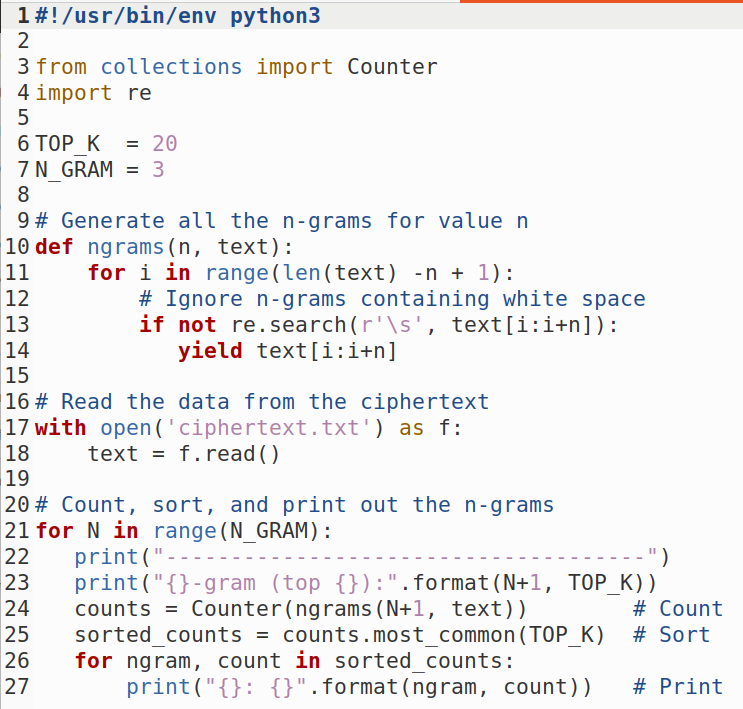 1 #!/usr/bin/env python3
2
3 from collections import Counter
4 import re
5
6 TOP_K  = 20
7 N_GRAM = 3
8
9 # Generate all the n-grams for value n
10 def ngrams(n, text):
11     for i in range(len(text) -n + 1):
12         # Ignore n-grams containing white space
13         if not re.search(r'\s', text[i:i+n]):
14            yield text[i:i+n]
15
16 # Read the data from the ciphertext
17 with open('ciphertext.txt') as f:
18     text = f.read()
19
20 # Count, sort, and print out the n-grams
21 for N in range(N_GRAM):
22    print("-------------------------------------")
23    print("{}-gram (top {}):".format(N+1, TOP_K))
24    counts = Counter(ngrams(N+1, text))        # Count
25    sorted_counts = counts.most_common(TOP_K)  # Sort
26    for ngram, count in sorted_counts:
27        print("{}: {}".format(ngram, count))   # Print